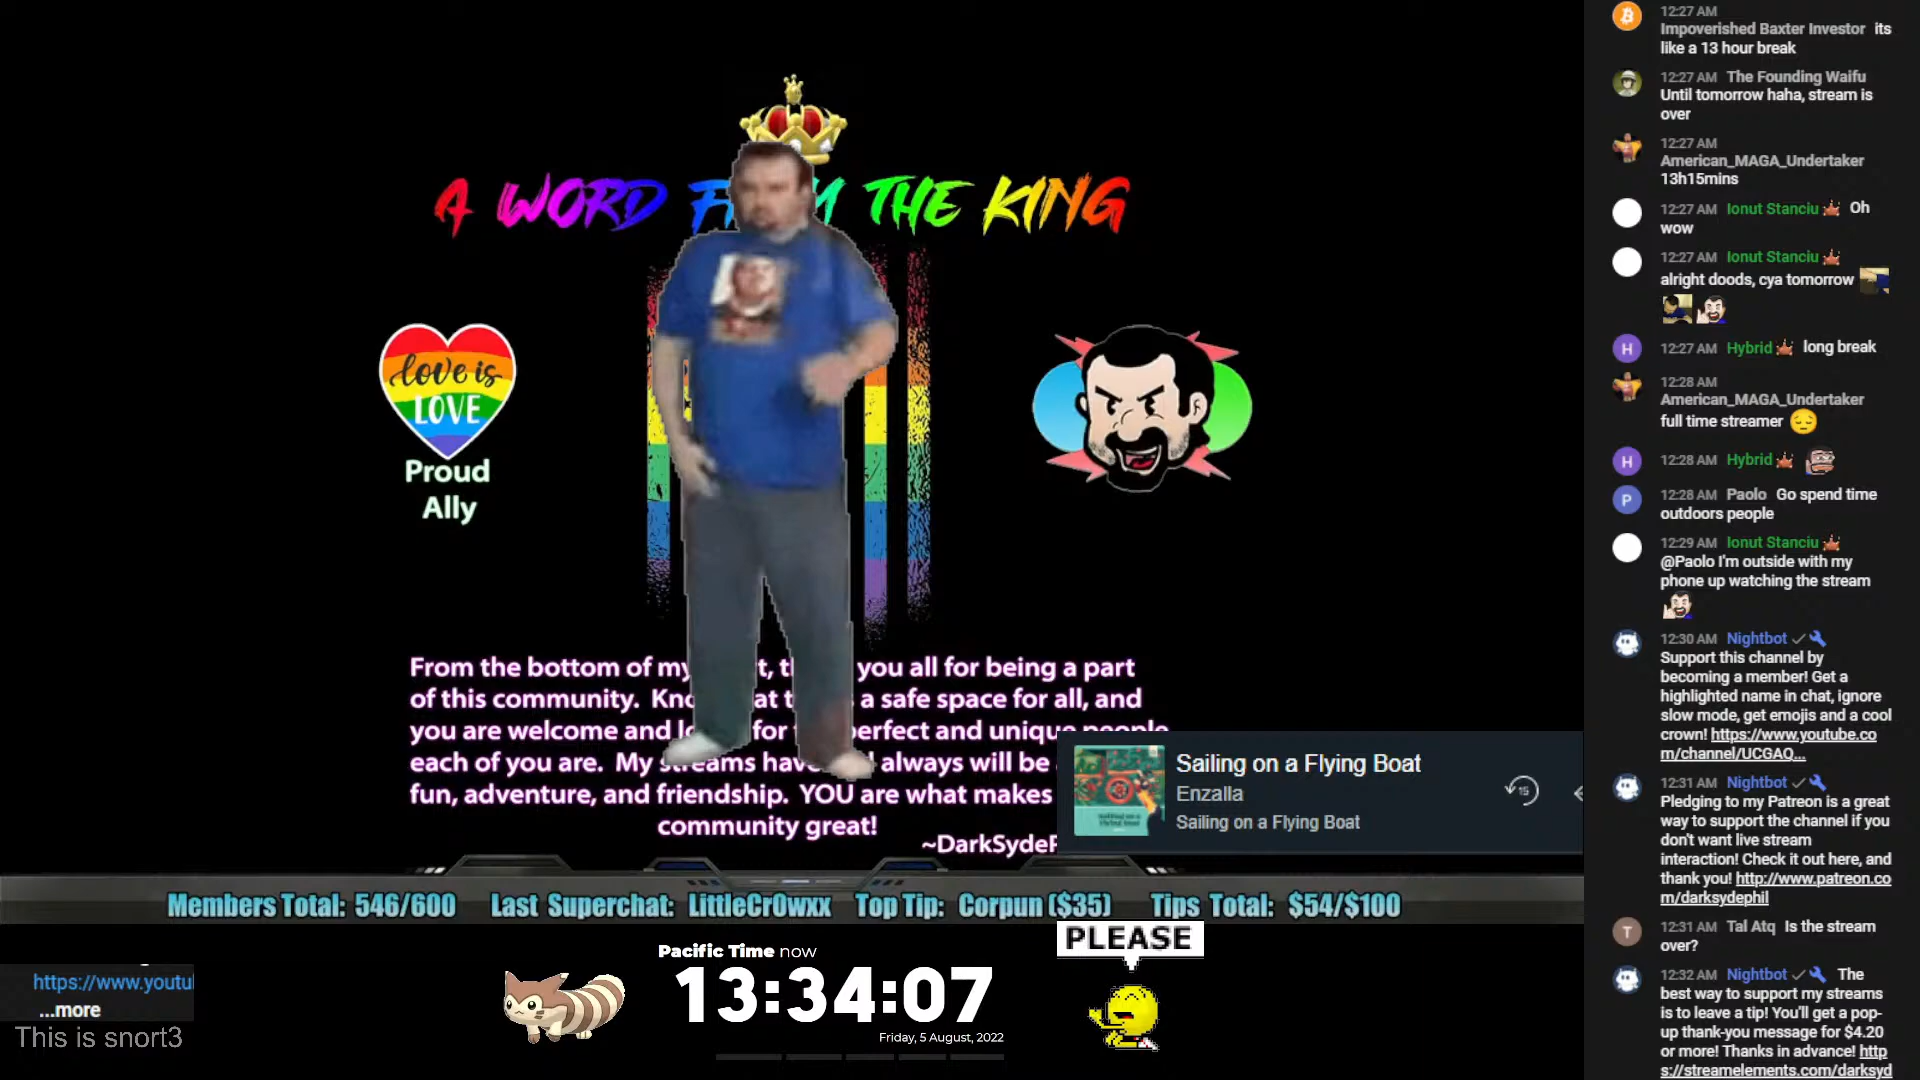 A WORD THE KING
love is
LOVE
Proud
Ally
From the bottom of my you all for being a part
of this community. a safe space for all, and
you are welcome and for and unique people
each of you are. My streams always will be
fun, adventure, and friendship. YOU are what makes
community great!
Sailing on a Flying Boat
Enzalla
Sailing on a Flying Boat
15
Members Total: 546/600 Last Superchat: LittleCr0wxx Top Tip: Corpun ($35) Tips Total: $54/$100
PLEASE
Pacific Time now
13:34:07
Friday, 5 August, 2022
https://www.youtu
...more
This is snort3
12:27 AM
Impoverished Baxter Investor its
like a 13 hour break
12:27 AM The Founding Waifu
Until tomorrow haha, stream is
over
12:27 AM
American_MAGA_Undertaker
13h15mins
12:27 AM Ionut Stanciu Oh
wow
12:27 AM Ionut Stanciu
alright doods, cya tomorrow
H
12:27 AM Hybrid long break
12:28 AM
American_MAGA_Undertaker
full time streamer
H
12:28 AM Hybrid
P
12:28 AM Paolo Go spend time
outdoors people
12:29 AM Ionut Stanciu
@Paolo I'm outside with my
phone up watching the stream
12:30 AM Nightbot
Support this channel by
becoming a member! Get a
highlighted name in chat, ignore
slow mode, get emojis and a cool
crown! https://www.youtube.co
m/channel/UCGAQ...
12:31 AM Nightbot
Pledging to my Patreon is a great
way to support the channel if you
don't want live stream
interaction! Check it out here, and
thank you! http://www.patreon.co
m/darksydephil
T
12:31 AM Tal Atq Is the stream
over?
12:32 AM Nightbot The
best way to support my streams
is to leave a tip! You'll get a pop-
up thank-you message for $4.20
or more! Thanks in advance! http
s://streamelements.com/darksyd